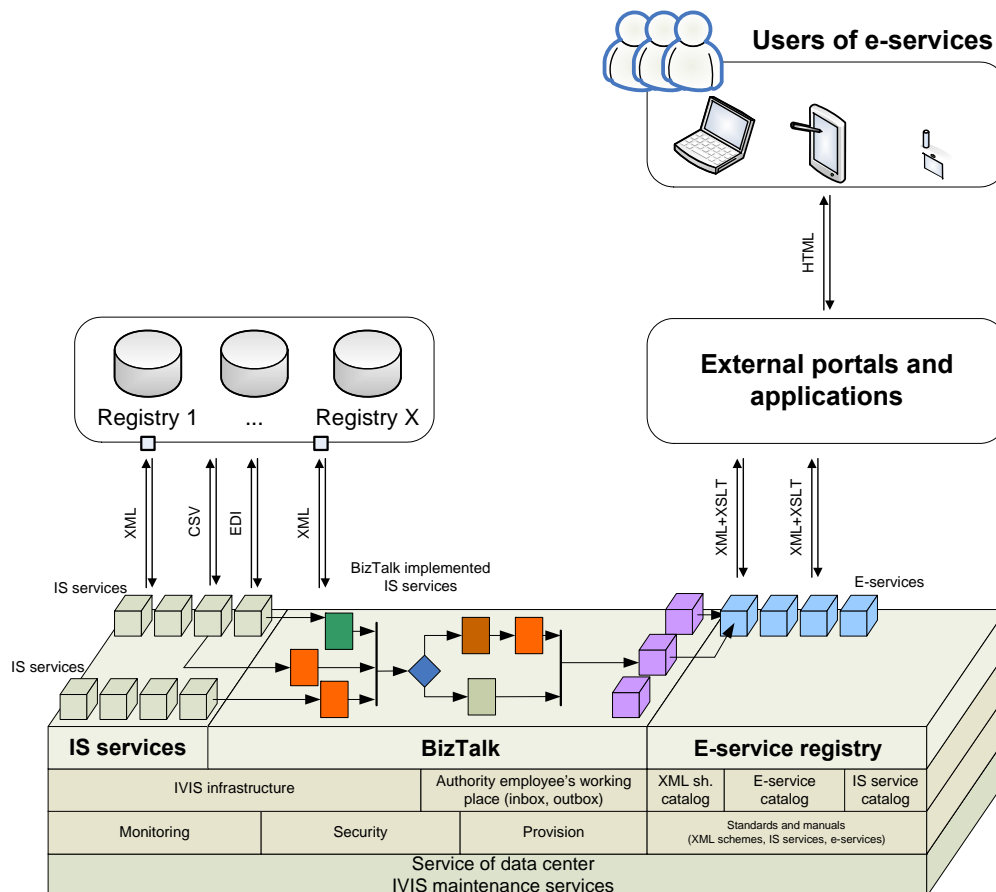 Users of e-services
HTML
External portals and
applications
Registry 1
...
Registry X
XML
CSV
EDI
XML
XML+XSLT
XML+XSLT
BizTalk implemented
IS services
IS services
E-services
IS services
IS services
BizTalk
E-service registry
IVIS infrastructure
Authority employee's working
place (inbox, outbox)
XML sh.
catalog
E-service
catalog
IS service
catalog
Monitoring
Security
Provision
Standards and manuals
(XML schemes, IS services, e-services)
Service of data center
IVIS maintenance services